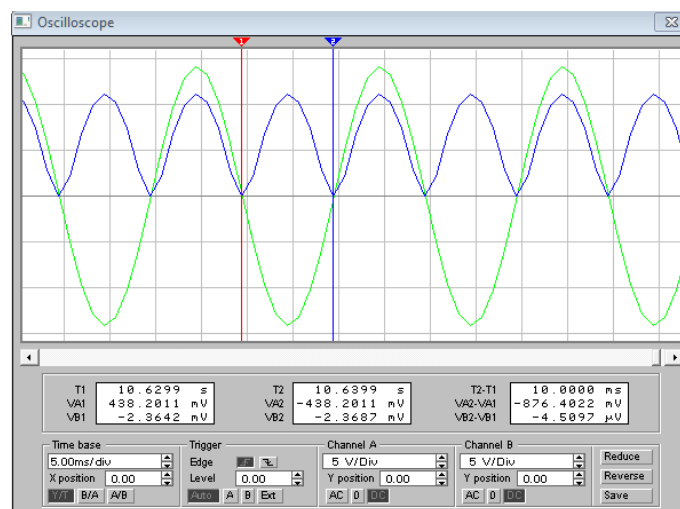 Oscilloscope
1 2
T1 10.6299 s T2 10.6399 s T2-T1 10.0000 ms
VA1 438.2011 mV VA2 -438.2011 mV VA2-VA1 -876.4022 mV
VB1 -2.3642 mV VB2 -2.3687 mV VB2-VB1 -4.5097 µV
Time base Trigger Channel A Channel B
5.00ms/div Edge 5 V/Div 5 V/Div Reduce
X position 0.00 Level 0.00 Y position 0.00 Y position 0.00 Reverse
Y/T B/A A/B Auto A B Ext AC 0 DC AC 0 DC Save